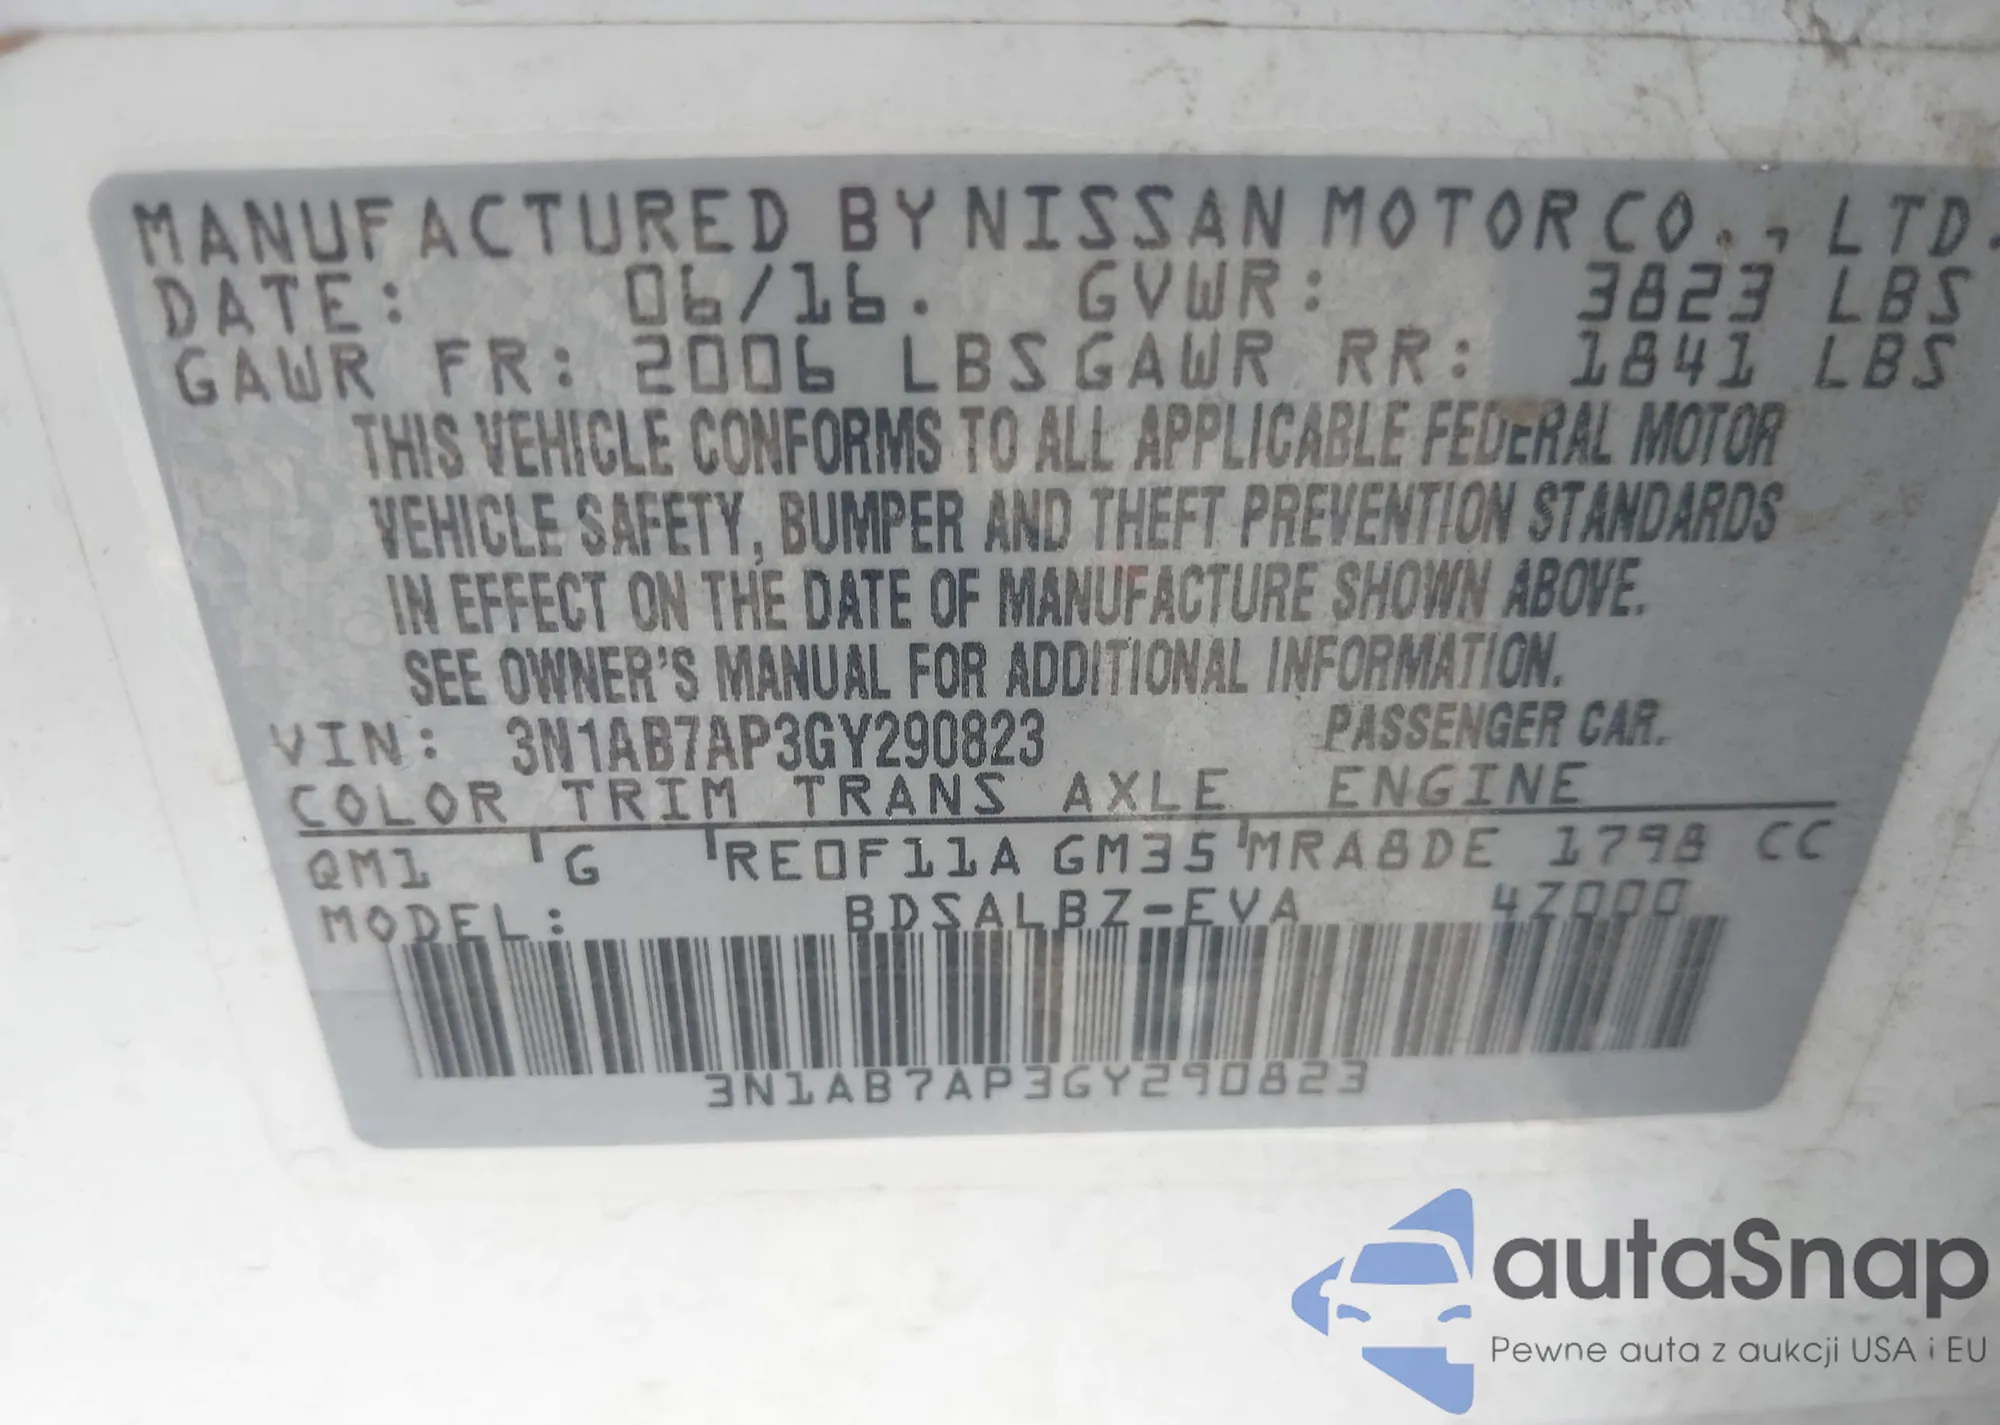 MANUFACTURED BY NISSAN MOTOR CO., LTD.
DATE: 06/16. GVWR: 3823 LBS
GAWR FR: 2006 LBS GAWR RR: 1841 LBS
THIS VEHICLE CONFORMS TO ALL APPLICABLE FEDERAL MOTOR
VEHICLE SAFETY, BUMPER AND THEFT PREVENTION STANDARDS
IN EFFECT ON THE DATE OF MANUFACTURE SHOWN ABOVE.
SEE OWNER'S MANUAL FOR ADDITIONAL INFORMATION.
VIN: 3N1AB7AP3GY290823 PASSENGER CAR.
COLOR TRIM TRANS AXLE ENGINE
QM1 G RE0F11A GM35 MRA8DE 1798 CC
MODEL: BDSALBZ-EVA 4Z000
3N1AB7AP3GY290823
autaSnap
Pewne auta z aukcji USA i EU